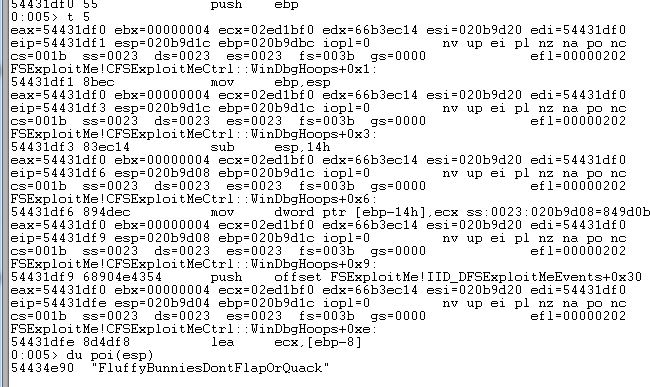 54431df0 55              push    ebp
0:005> t 5
eax=54431df0 ebx=00000004 ecx=02ed1bf0 edx=66b3ec14 esi=020b9d20 edi=54431df0
eip=54431df1 esp=020b9d1c ebp=020b9dbc iopl=0         nv up ei pl nz na po nc
cs=001b  ss=0023  ds=0023  es=0023  fs=003b  gs=0000             efl=00000202
FSExploitMe!CFSExploitMeCtrl::WinDbgHoops+0x1:
54431df1 8bec            mov     ebp,esp
eax=54431df0 ebx=00000004 ecx=02ed1bf0 edx=66b3ec14 esi=020b9d20 edi=54431df0
eip=54431df3 esp=020b9d1c ebp=020b9d1c iopl=0         nv up ei pl nz na po nc
cs=001b  ss=0023  ds=0023  es=0023  fs=003b  gs=0000             efl=00000202
FSExploitMe!CFSExploitMeCtrl::WinDbgHoops+0x3:
54431df3 83ec14          sub     esp,14h
eax=54431df0 ebx=00000004 ecx=02ed1bf0 edx=66b3ec14 esi=020b9d20 edi=54431df0
eip=54431df6 esp=020b9d08 ebp=020b9d1c iopl=0         nv up ei pl nz na po nc
cs=001b  ss=0023  ds=0023  es=0023  fs=003b  gs=0000             efl=00000202
FSExploitMe!CFSExploitMeCtrl::WinDbgHoops+0x6:
54431df6 894dec          mov     dword ptr [ebp-14h],ecx ss:0023:020b9d08=849d0b
eax=54431df0 ebx=00000004 ecx=02ed1bf0 edx=66b3ec14 esi=020b9d20 edi=54431df0
eip=54431df9 esp=020b9d08 ebp=020b9d1c iopl=0         nv up ei pl nz na po nc
cs=001b  ss=0023  ds=0023  es=0023  fs=003b  gs=0000             efl=00000202
FSExploitMe!CFSExploitMeCtrl::WinDbgHoops+0x9:
54431df9 68904e4354      push    offset FSExploitMe!IID_DFSExploitMeEvents+0x30
eax=54431df0 ebx=00000004 ecx=02ed1bf0 edx=66b3ec14 esi=020b9d20 edi=54431df0
eip=54431dfe esp=020b9d04 ebp=020b9d1c iopl=0         nv up ei pl nz na po nc
cs=001b  ss=0023  ds=0023  es=0023  fs=003b  gs=0000             efl=00000202
FSExploitMe!CFSExploitMeCtrl::WinDbgHoops+0xe:
54431dfe 8d4df8          lea     ecx,[ebp-8]
0:005> du poi(esp)
54434e90  "FluffyBunniesDontFlapOrQuack"